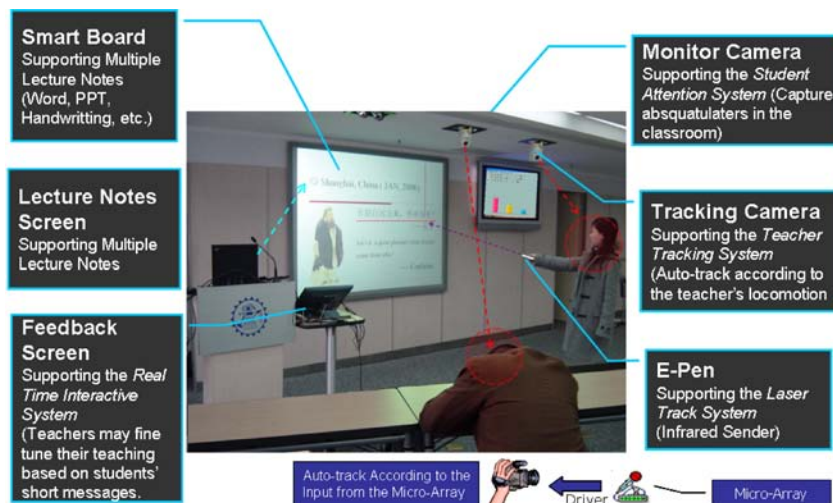 Smart Board
Supporting Multiple
Lecture Notes
(Word, PPT,
Handwritting, etc.)
Lecture Notes
Screen
Supporting Multiple
Lecture Notes
Feedback
Screen
Supporting the Real
Time Interactive
System
(Teachers may fine
tune their teaching
based on students'
short messages.
Monitor Camera
Supporting the Student
Attention System (Capture
absquatulaters in the
classroom)
Tracking Camera
Supporting the Teacher
Tracking System
(Auto-track according to
the teacher's locomotion
E-Pen
Supporting the Laser
Track System
(Infrared Sender)
Shanghai, China (JAN, 2006)
Auto-track According to the
Input from the Micro-Array
Driver
Micro-Array